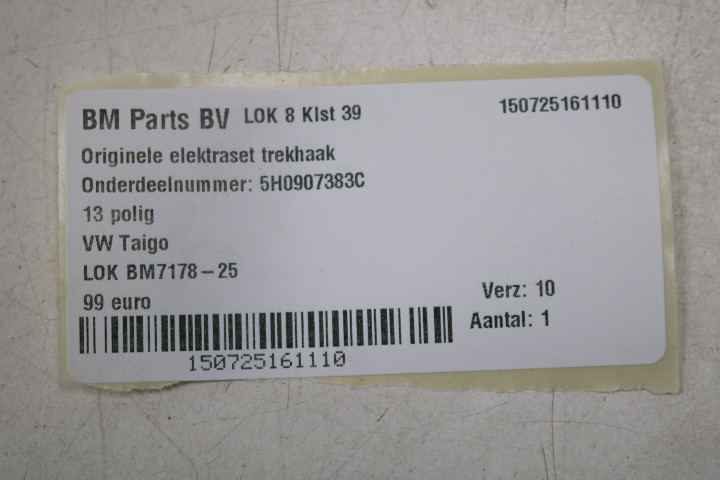 BM Parts BV LOK 8 Klst 39 150725161110
Originele elektraset trekhaak
Onderdeelnummer: 5H0907383C
13 polig
VW Taigo
LOK BM7178-25
99 euro
Verz: 10
Aantal: 1
150725161110